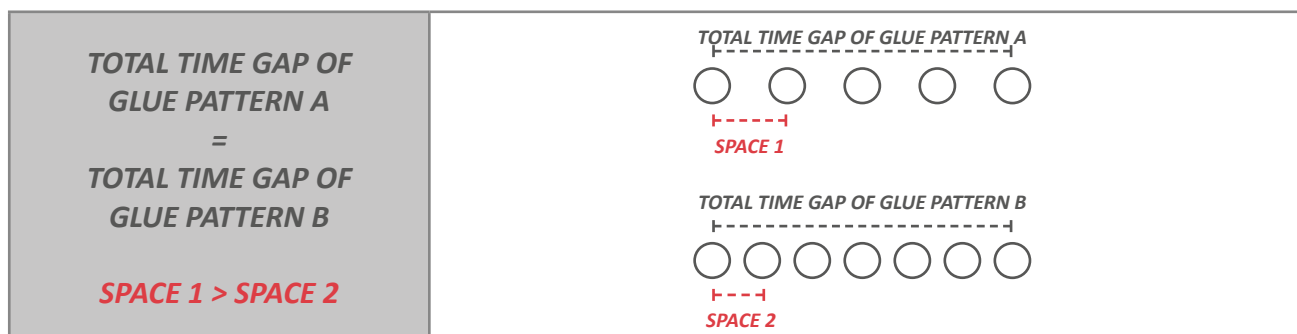 TOTAL TIME GAP OF
GLUE PATTERN A
=
TOTAL TIME GAP OF
GLUE PATTERN B
SPACE 1 > SPACE 2
TOTAL TIME GAP OF GLUE PATTERN A
SPACE 1
TOTAL TIME GAP OF GLUE PATTERN B
SPACE 2